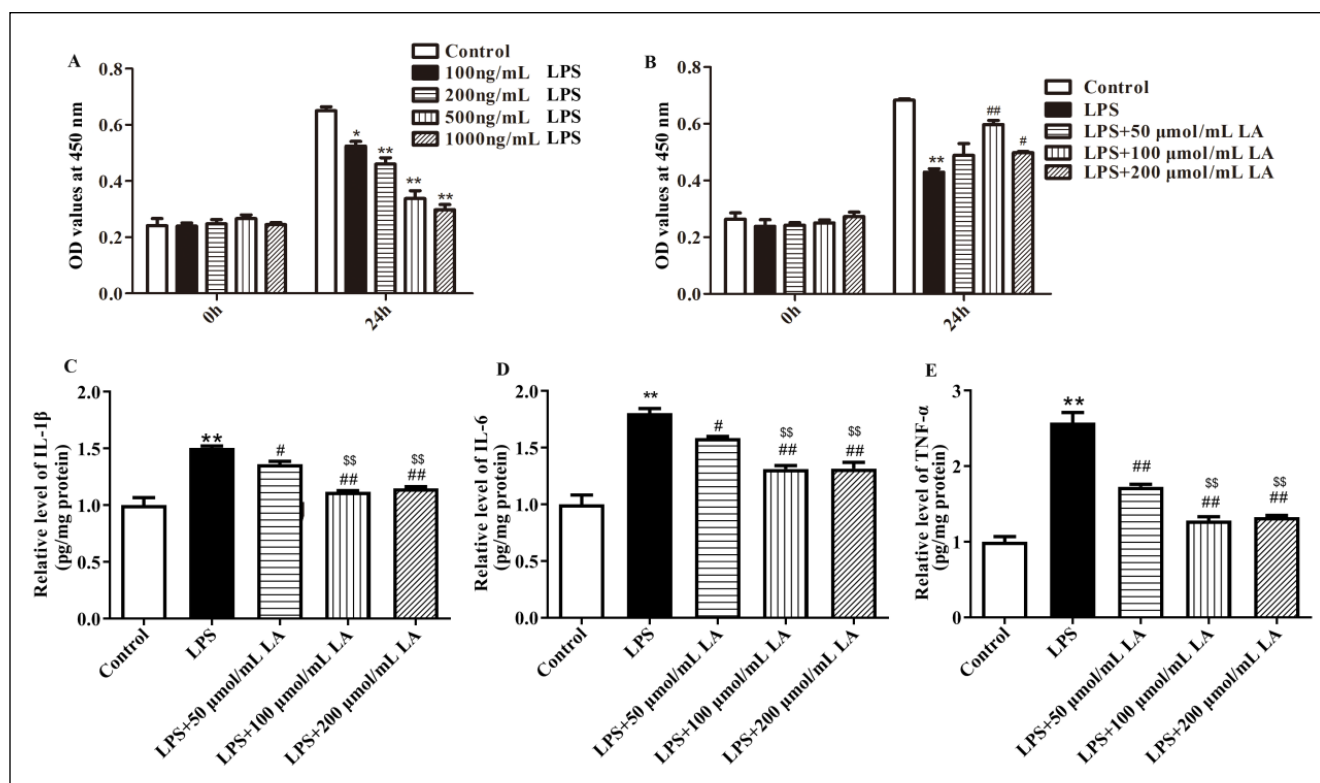 A
Control
100ng/mL LPS
200ng/mL LPS
500ng/mL LPS
1000ng/mL LPS
OD values at 450 nm
0.8
0.6
0.4
0.2
0.0
*
**
**
**
0h
24h
B
Control
LPS
LPS+50 μmol/mL LA
LPS+100 μmol/mL LA
LPS+200 μmol/mL LA
OD values at 450 nm
0.8
0.6
0.4
0.2
0.0
**
##
#
0h
24h
C
Relative level of IL-1β
(pg/mg protein)
2.0
1.5
1.0
0.5
0.0
**
#
$$
##
$$
##
Control
LPS
LPS+50 μmol/mL LA
LPS+100 μmol/mL LA
LPS+200 μmol/mL LA
D
Relative level of IL-6
(pg/mg protein)
2.0
1.5
1.0
0.5
0.0
**
#
$$
##
$$
##
Control
LPS
LPS+50 μmol/mL LA
LPS+100 μmol/mL LA
LPS+200 μmol/mL LA
E
Relative level of TNF-α
(pg/mg protein)
3
2
1
0
**
##
$$
##
$$
##
Control
LPS
LPS+50 μmol/mL LA
LPS+100 μmol/mL LA
LPS+200 μmol/mL LA